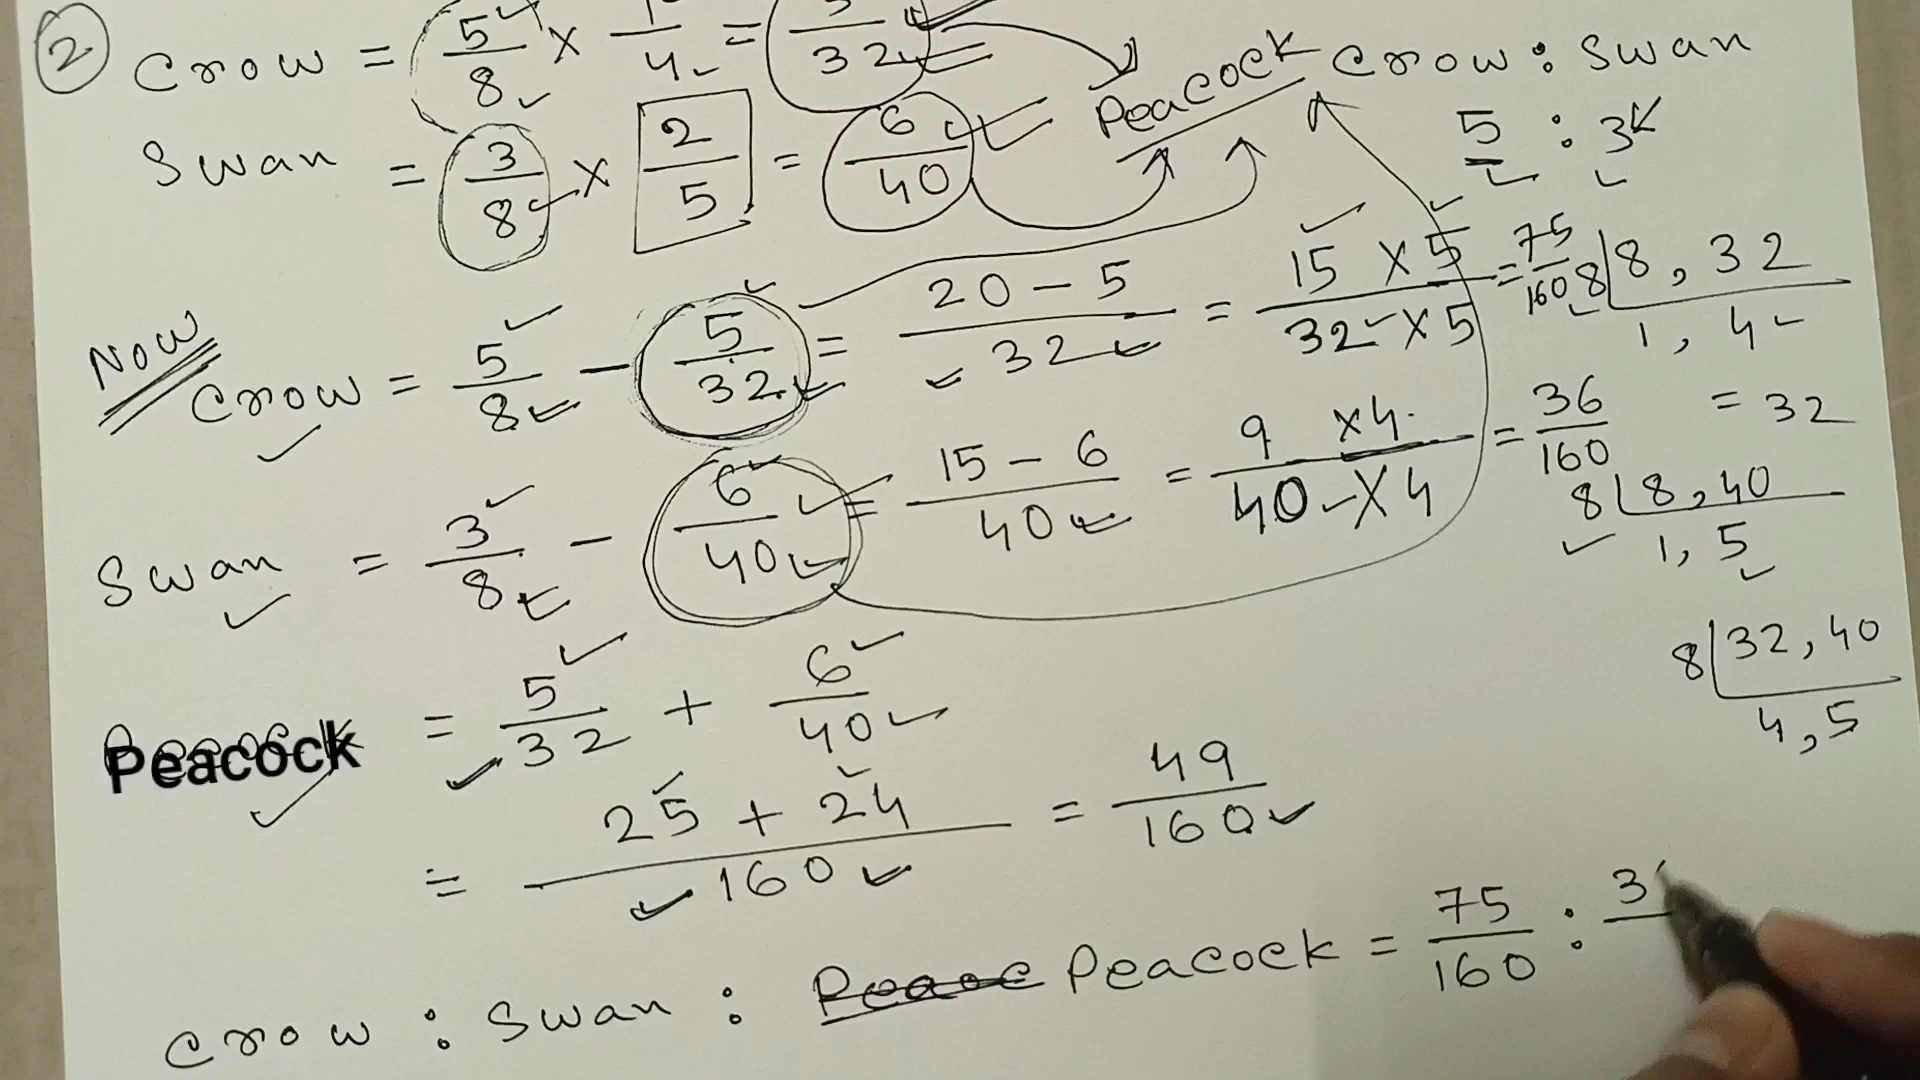 ② Crow = 5/8 × 1/4 = 5/32
Swan = 3/8 × 2/5 = 6/40
Peacock
Crow : Swan
5 : 3
Now
Crow = 5/8 - 5/32 = 20 - 5/32 = 15 × 5/32 × 5 = 75/160
8 | 8, 32
1, 4
= 32
Swan = 3/8 - 6/40 = 15 - 6/40 = 9 × 4/40 × 4 = 36/160
8 | 8, 40
1, 5
Peacock = 5/32 + 6/40
8 | 32, 40
4, 5
= 25 + 24/160 = 49/160
Crow : Swan : Peacock = 75/160 : 3